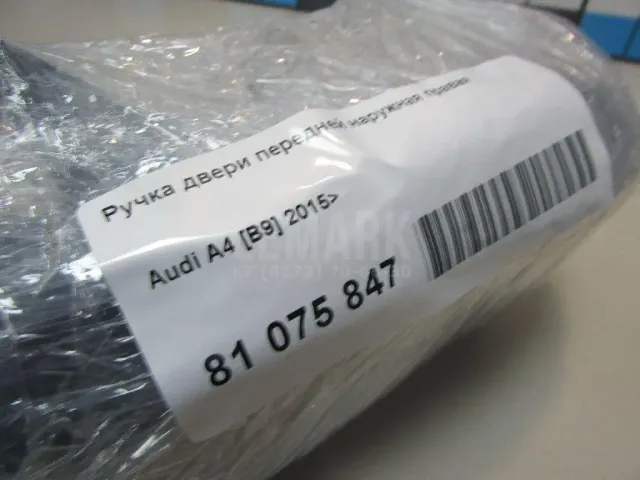 Ручка двери передней наружная правая
Audi A4 [B9] 2015>
81 075 847